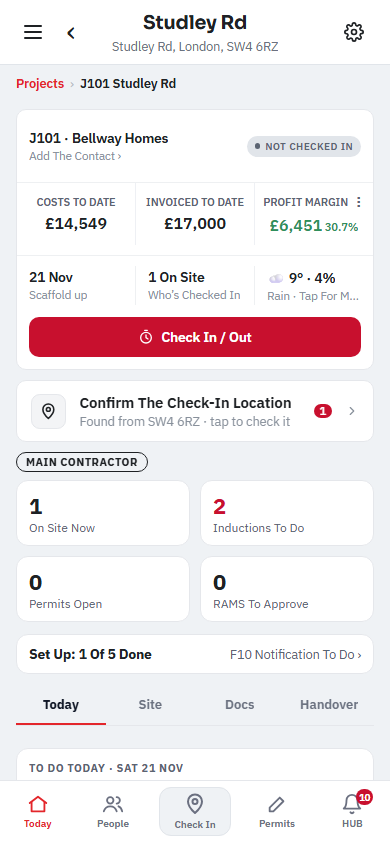 Studley Rd
Studley Rd, London, SW4 6RZ
Projects › J101 Studley Rd
J101 · Bellway Homes
Add The Contact ›
NOT CHECKED IN
COSTS TO DATE
£14,549
INVOICED TO DATE
£17,000
PROFIT MARGIN
£6,451 30.7%
21 Nov
Scaffold up
1 On Site
Who's Checked In
9° · 4%
Rain · Tap For M...
Check In / Out
Confirm The Check-In Location
Found from SW4 6RZ · tap to check it
1
MAIN CONTRACTOR
1
On Site Now
2
Inductions To Do
0
Permits Open
0
RAMS To Approve
Set Up: 1 Of 5 Done
F10 Notification To Do ›
Today
Site
Docs
Handover
TO DO TODAY · SAT 21 NOV
Today
People
Check In
Permits
10
HUB